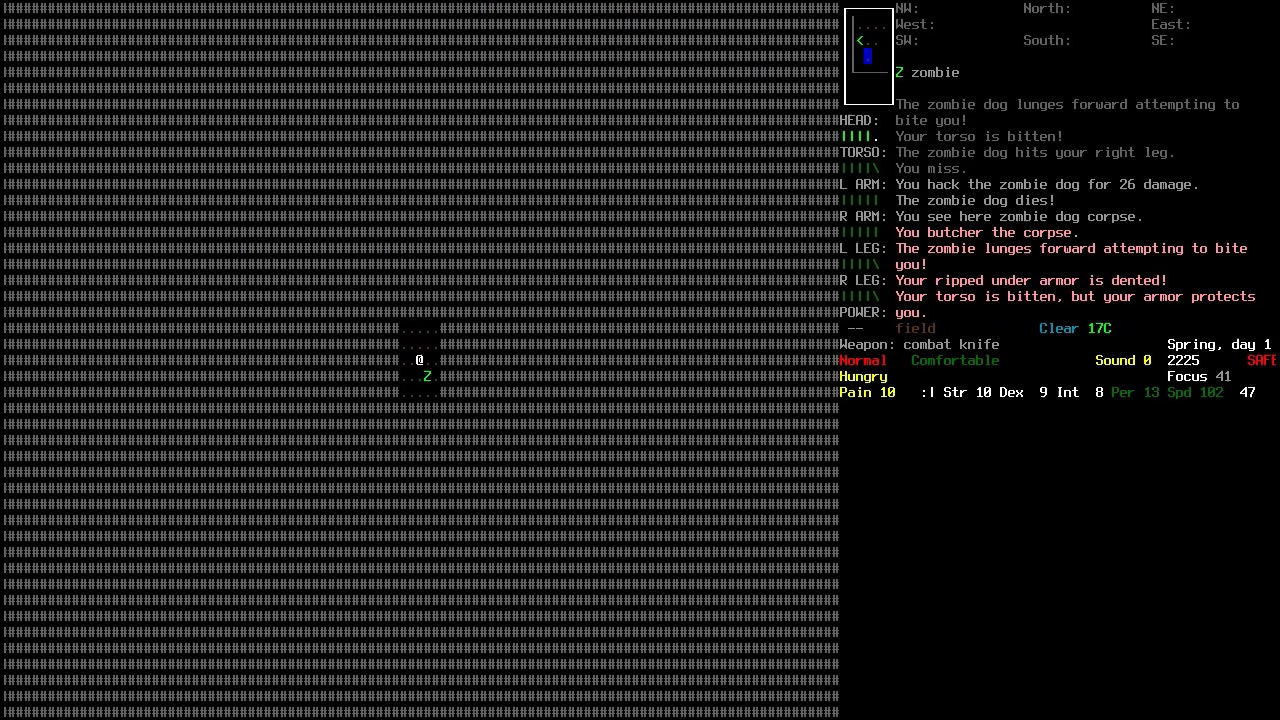 NW: North: NE:
West: East:
SW: South: SE:
Z zombie
The zombie dog lunges forward attempting to
HEAD: bite you!
||||. Your torso is bitten!
TORSO: The zombie dog hits your right leg.
||||\ You miss.
L ARM: You hack the zombie dog for 26 damage.
||||| The zombie dog dies!
R ARM: You see here zombie dog corpse.
||||| You butcher the corpse.
L LEG: The zombie lunges forward attempting to bite
||||\ you!
R LEG: Your ripped under armor is dented!
||||\ Your torso is bitten, but your armor protects
POWER: you.
-- field Clear 17C
Weapon: combat knife Spring, day 1
Normal Comfortable Sound 0 2225 SAFE
Hungry Focus 41
Pain 10 :| Str 10 Dex 9 Int 8 Per 13 Spd 102 47
@
Z